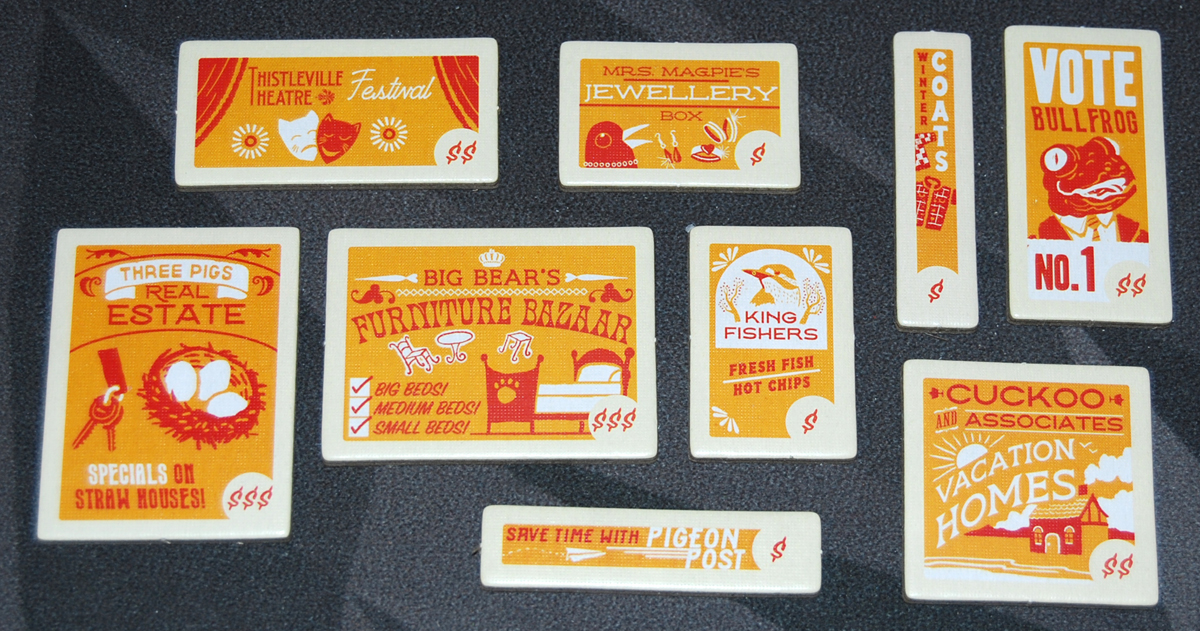 THISTLEVILLE
THEATRE
Festival
$$
MRS. MAGPIE'S
JEWELLERY
BOX
$
WINTER
COATS
$
VOTE
BULLFROG
NO.1
$$
THREE PIGS
REAL
ESTATE
SPECIALS ON
STRAW HOUSES!
$$$
BIG BEAR'S
FURNITURE BAZAAR
BIG BEDS!
MEDIUM BEDS!
SMALL BEDS!
$$$
KING
FISHERS
FRESH FISH
HOT CHIPS
$
CUCKOO
AND ASSOCIATES
VACATION
HOMES
$$
SAVE TIME WITH PIGEON
POST
$